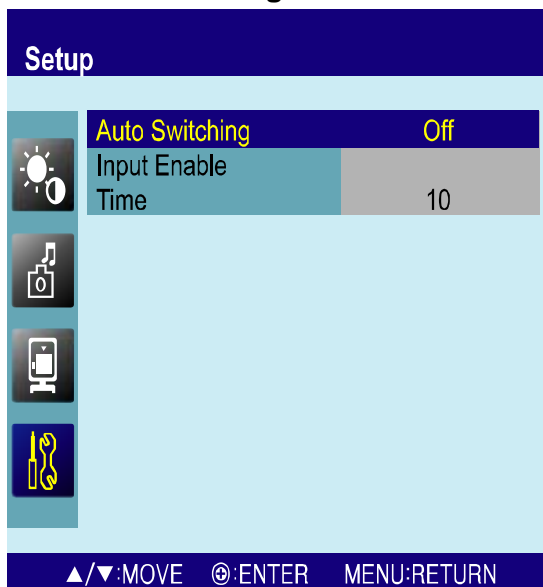 Setup
Auto Switching Off
Input Enable
Time 10
▲/▼:MOVE ⊕:ENTER MENU:RETURN